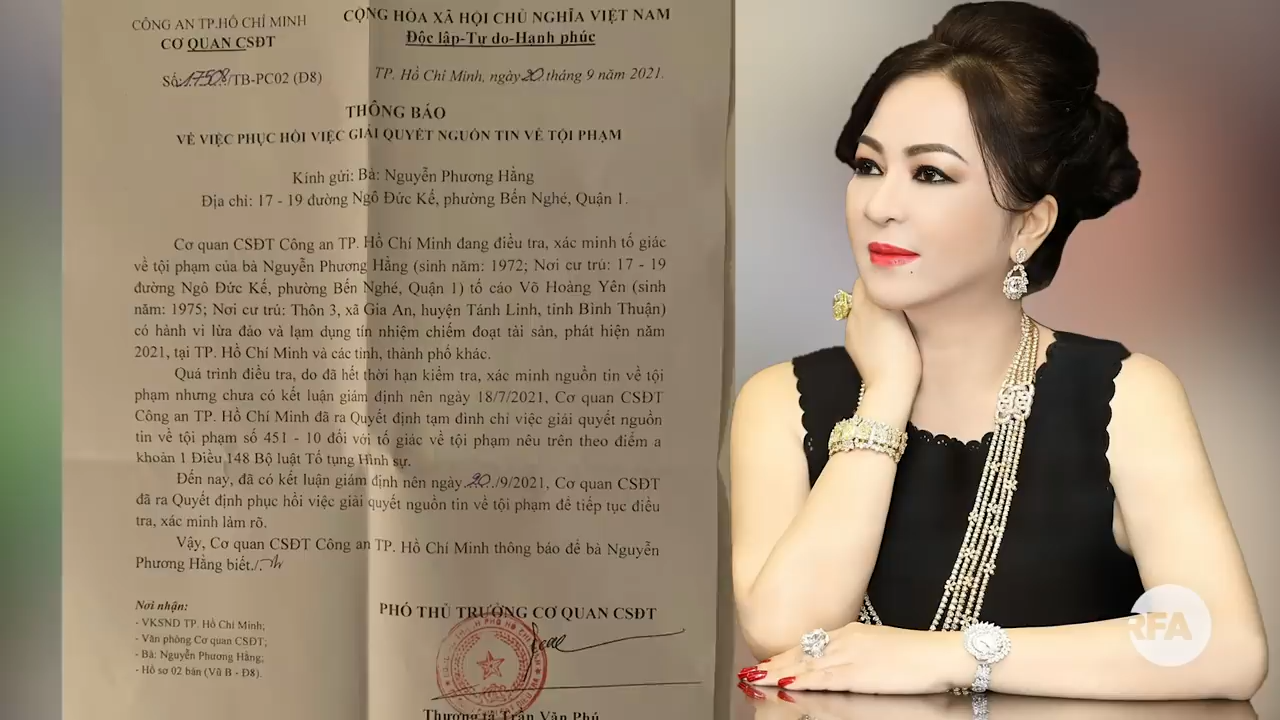 CÔNG AN TP.HỒ CHÍ MINH
CƠ QUAN CSĐT
Số:17508/TB-PC02 (Đ8)
CỘNG HÒA XÃ HỘI CHỦ NGHĨA VIỆT NAM
Độc lập-Tự do-Hạnh phúc
TP. Hồ Chí Minh, ngày 20 tháng 9 năm 2021.
THÔNG BÁO
VỀ VIỆC PHỤC HỒI VIỆC GIẢI QUYẾT NGUỒN TIN VỀ TỘI PHẠM
Kính gửi: Bà: Nguyễn Phương Hằng
Địa chỉ: 17 - 19 đường Ngô Đức Kế, phường Bến Nghé, Quận 1.
Cơ quan CSĐT Công an TP. Hồ Chí Minh đang điều tra, xác minh tố giác
về tội phạm của bà Nguyễn Phương Hằng (sinh năm: 1972; Nơi cư trú: 17 - 19
đường Ngô Đức Kế, phường Bến Nghé, Quận 1) tố cáo Võ Hoàng Yên (sinh
năm: 1975; Nơi cư trú: Thôn 3, xã Gia An, huyện Tánh Linh, tỉnh Bình Thuận)
có hành vi lừa đảo và lạm dụng tín nhiệm chiếm đoạt tài sản, phát hiện năm
2021, tại TP. Hồ Chí Minh và các tỉnh, thành phố khác.
Quá trình điều tra, do đã hết thời hạn kiểm tra, xác minh nguồn tin về tội
phạm nhưng chưa có kết luận giám định nên ngày 18/7/2021, Cơ quan CSĐT
Công an TP. Hồ Chí Minh đã ra Quyết định tạm đình chỉ việc giải quyết nguồn
tin về tội phạm số 451 - 10 đối với tố giác về tội phạm nêu trên theo điểm a
khoản 1 Điều 148 Bộ luật Tố tụng Hình sự.
Đến nay, đã có kết luận giám định nên ngày 20/9/2021, Cơ quan CSĐT
đã ra Quyết định phục hồi việc giải quyết nguồn tin về tội phạm để tiếp tục điều
tra, xác minh làm rõ.
Vậy, Cơ quan CSĐT Công an TP. Hồ Chí Minh thông báo để bà Nguyễn
Phương Hằng biết./.
Nơi nhận:
- VKSND TP. Hồ Chí Minh;
- Văn phòng Cơ quan CSĐT;
- Bà: Nguyễn Phương Hằng;
- Hồ sơ 02 bản (Vũ B - Đ8).
PHÓ THỦ TRƯỞNG CƠ QUAN CSĐT
Thượng tá Trần Văn Phú
RFA